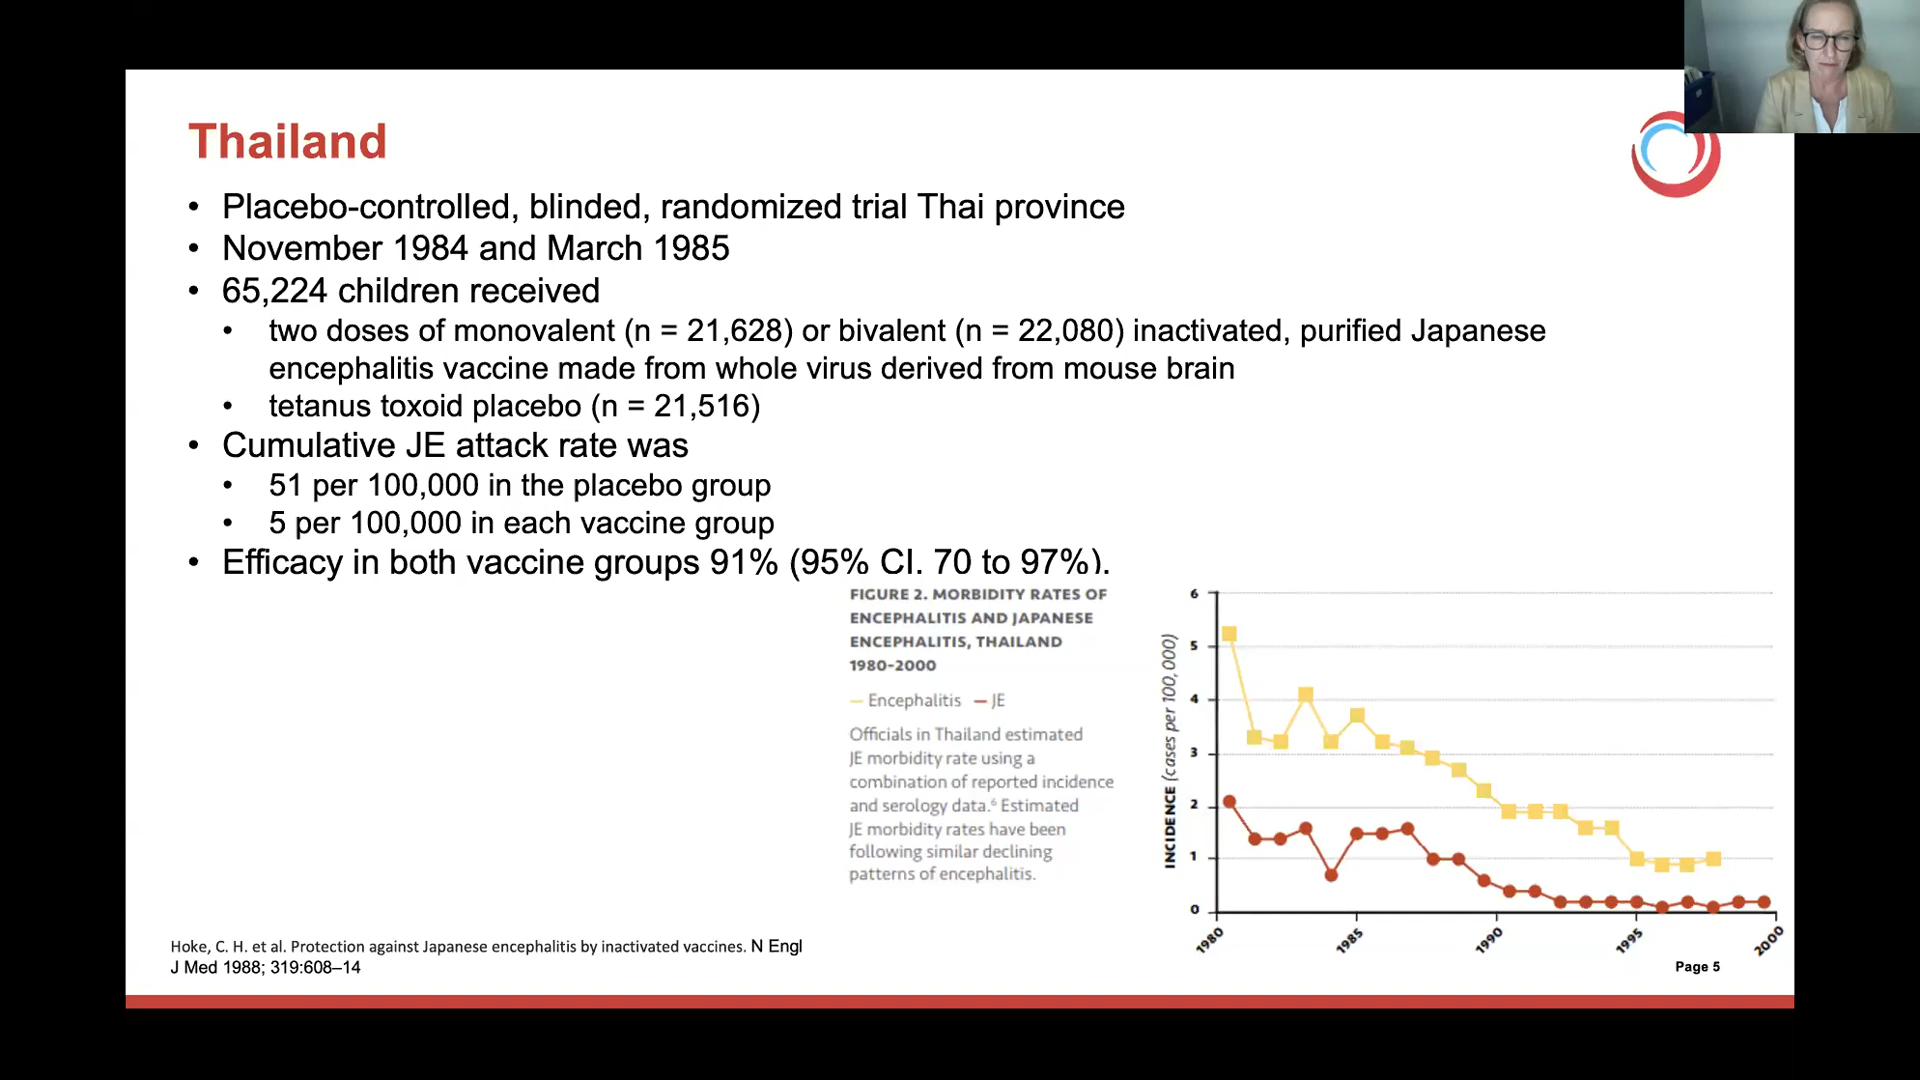 Thailand
• Placebo-controlled, blinded, randomized trial Thai province
• November 1984 and March 1985
• 65,224 children received
• two doses of monovalent (n = 21,628) or bivalent (n = 22,080) inactivated, purified Japanese
encephalitis vaccine made from whole virus derived from mouse brain
• tetanus toxoid placebo (n = 21,516)
• Cumulative JE attack rate was
• 51 per 100,000 in the placebo group
• 5 per 100,000 in each vaccine group
• Efficacy in both vaccine groups 91% (95% CI. 70 to 97%).
FIGURE 2. MORBIDITY RATES OF
ENCEPHALITIS AND JAPANESE
ENCEPHALITIS, THAILAND
1980-2000
Encephalitis JE
Officials in Thailand estimated
JE morbidity rate using a
combination of reported incidence
and serology data.⁶ Estimated
JE morbidity rates have been
following similar declining
patterns of encephalitis.
INCIDENCE (cases per 100,000)
6
5
4
3
2
1
0
1980 1985 1990 1995 2000
Hoke, C. H. et al. Protection against Japanese encephalitis by inactivated vaccines. N Engl
J Med 1988; 319:608–14
Page 5